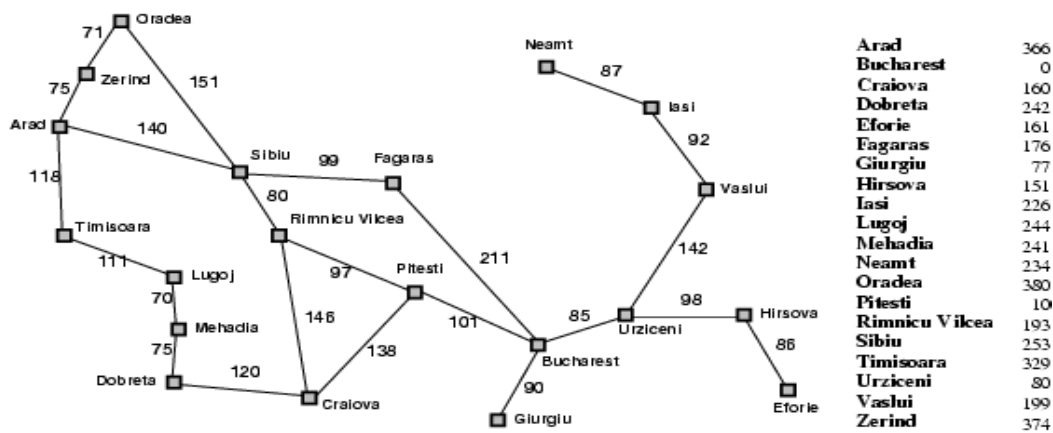 Oradea
71
Neamt
87
Zerind
75
151
Iasi
Arad
140
92
Sibiu
99
Fagaras
118
80
Vaslui
Timisoara
Rimnicu Vilcea
142
111
211
Lugoj
97
Pitesti
70
98
Hirsova
146
85
Mehadia
101
Urziceni
86
75
138
Bucharest
120
Dobreta
90
Craiova
Eforie
Giurgiu
Arad 366
Bucharest 0
Craiova 160
Dobreta 242
Eforie 161
Fagaras 176
Giurgiu 77
Hirsova 151
Iasi 226
Lugoj 244
Mehadia 241
Neamt 234
Oradea 380
Pitesti 10
Rimnicu Vilcea 193
Sibiu 253
Timisoara 329
Urziceni 80
Vaslui 199
Zerind 374